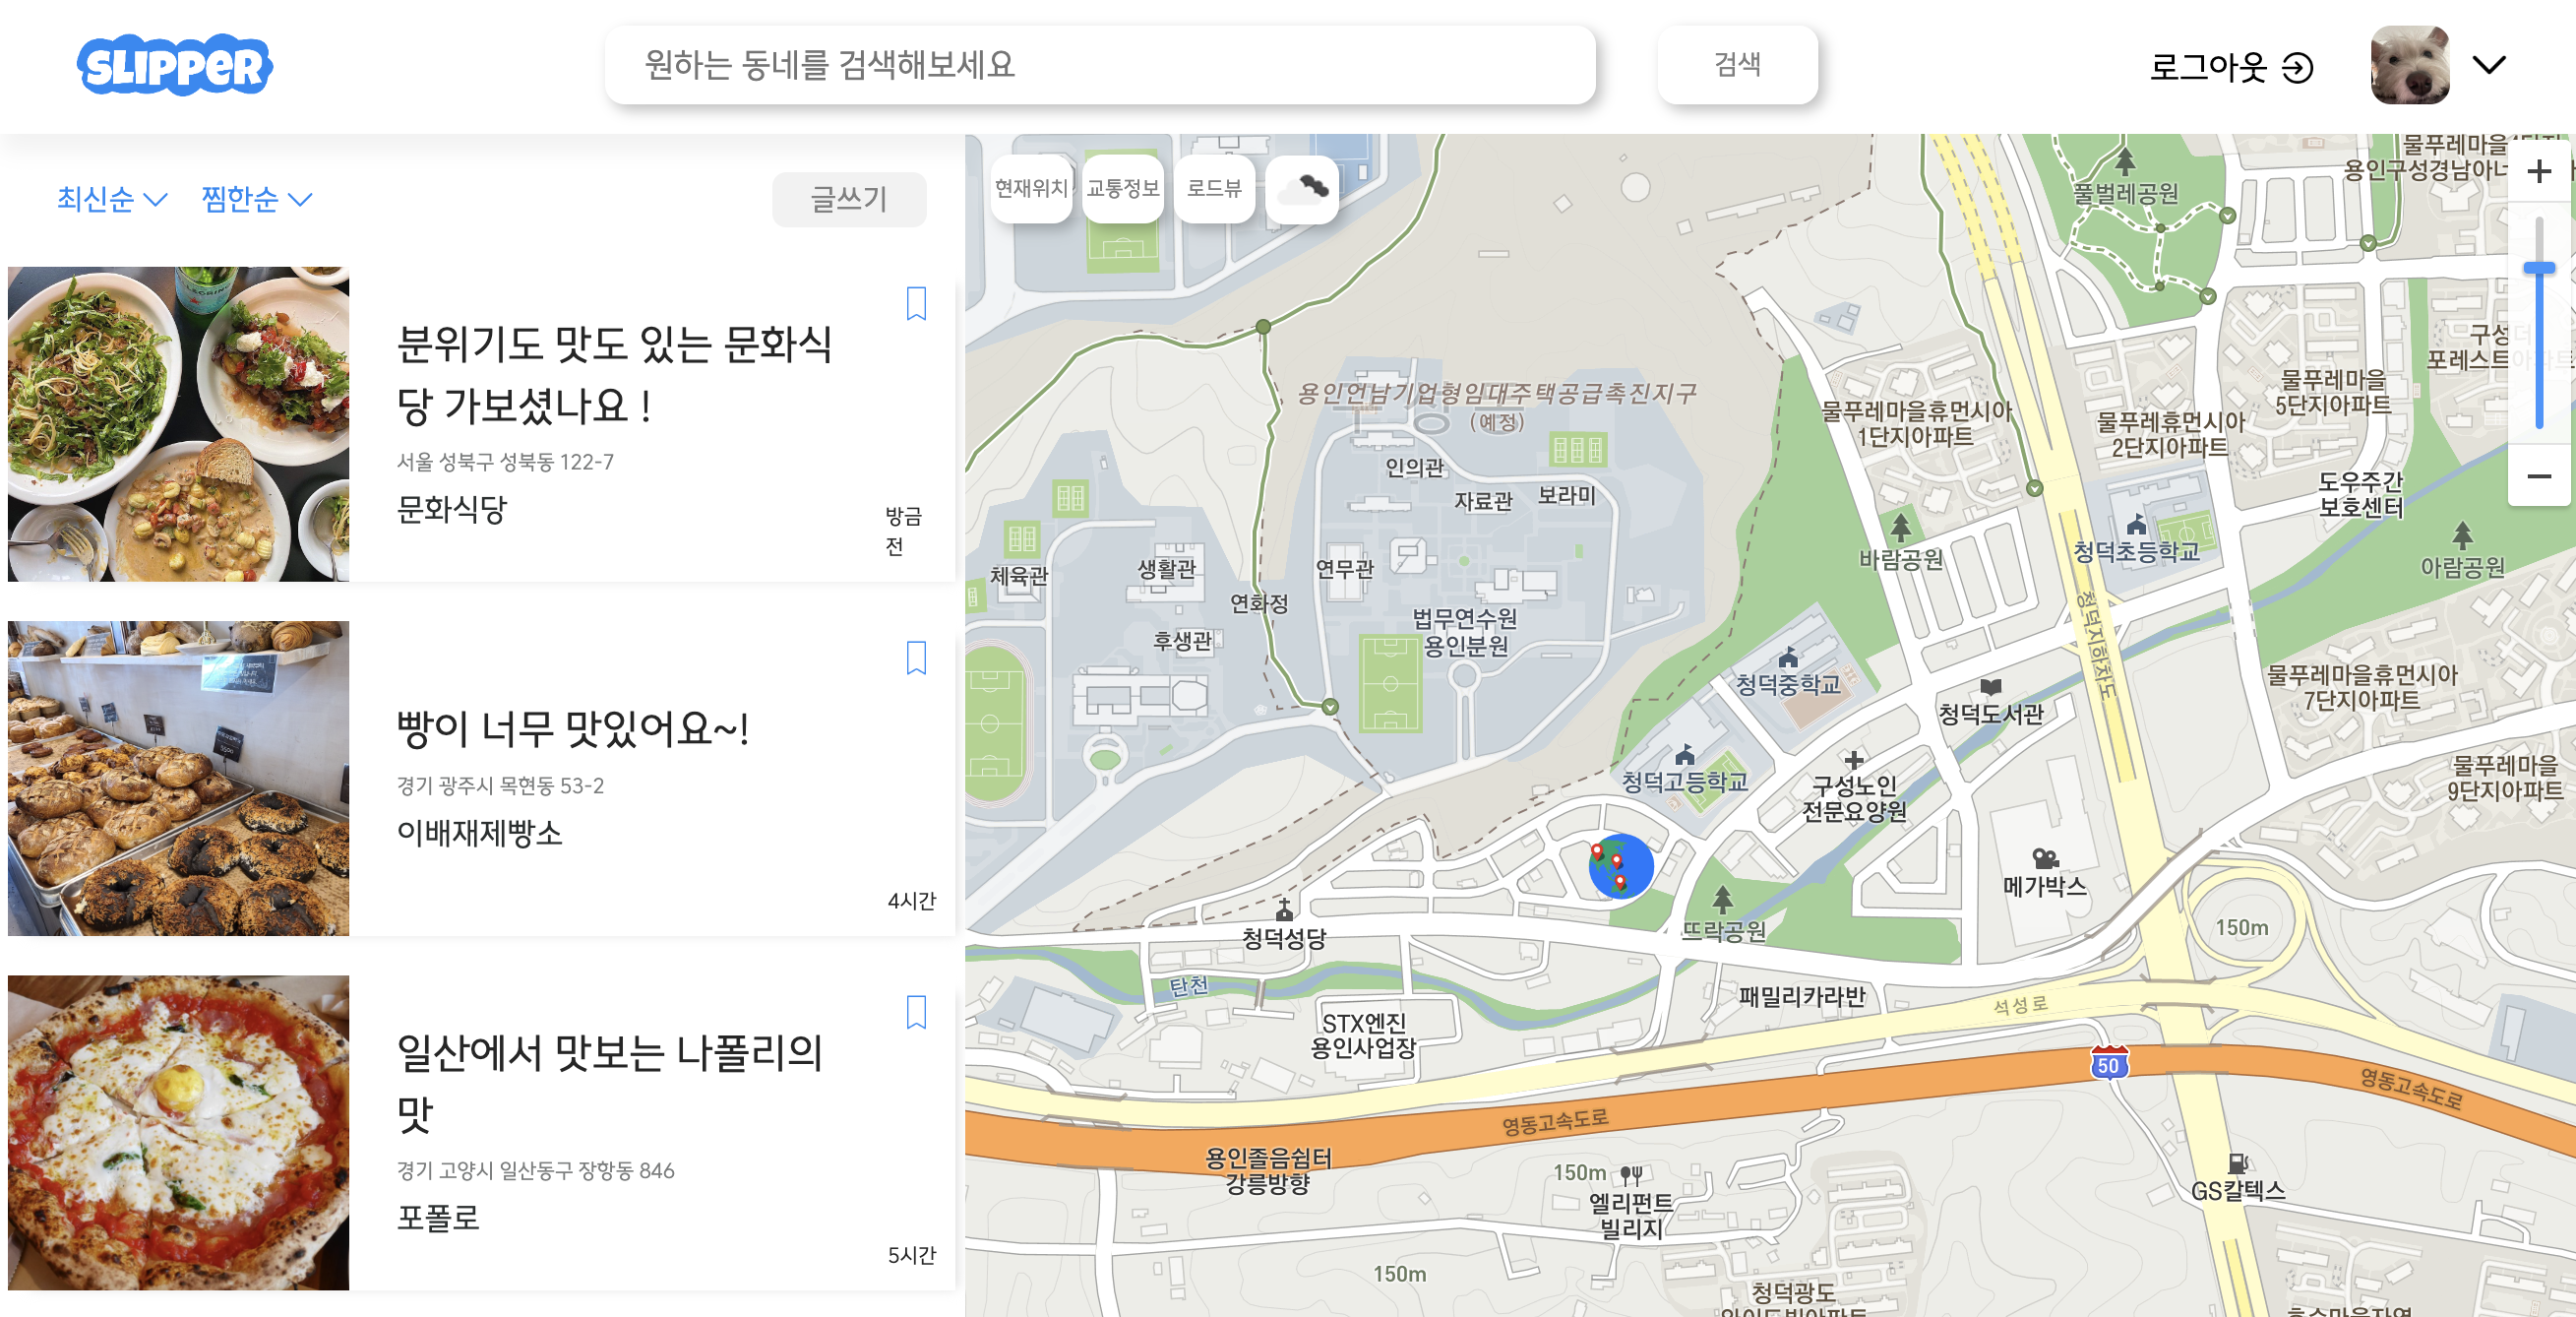 SLIPPER
원하는 동네를 검색해보세요
검색
로그아웃
최신순
찜한순
글쓰기
분위기도 맛도 있는 문화식
당 가보셨나요 !
서울 성북구 성북동 122-7
문화식당
방금
전
빵이 너무 맛있어요~!
경기 광주시 목현동 53-2
이배재제빵소
4시간
일산에서 맛보는 나폴리의
맛
경기 고양시 일산동구 장항동 846
포폴로
5시간
현재위치
교통정보
로드뷰
풀벌레공원
물푸레마을
용인언남기업형임대주택공급촉진지구
(예정)
물푸레마을휴먼시아
1단지아파트
물푸레휴먼시아
2단지아파트
물푸레마을
5단지아파트
포레스트
인의관
자료관
보라미
도우주간
보호센터
체육관
생활관
연무관
바람공원
청덕초등학교
아람공원
연화정
후생관
법무연수원
용인분원
청덕지하차도
청덕중학교
청덕도서관
물푸레마을휴먼시아
7단지아파트
청덕고등학교
구성노인
전문요양원
물푸레마을
9단지아파트
메가박스
청덕성당
뜨락공원
150m
탄천
패밀리카라반
석성로
STX엔진
용인사업장
50
영동고속도로
영동고속도로
용인졸음쉼터
강릉방향
150m
엘리펀트
빌리지
GS칼텍스
150m
청덕광도